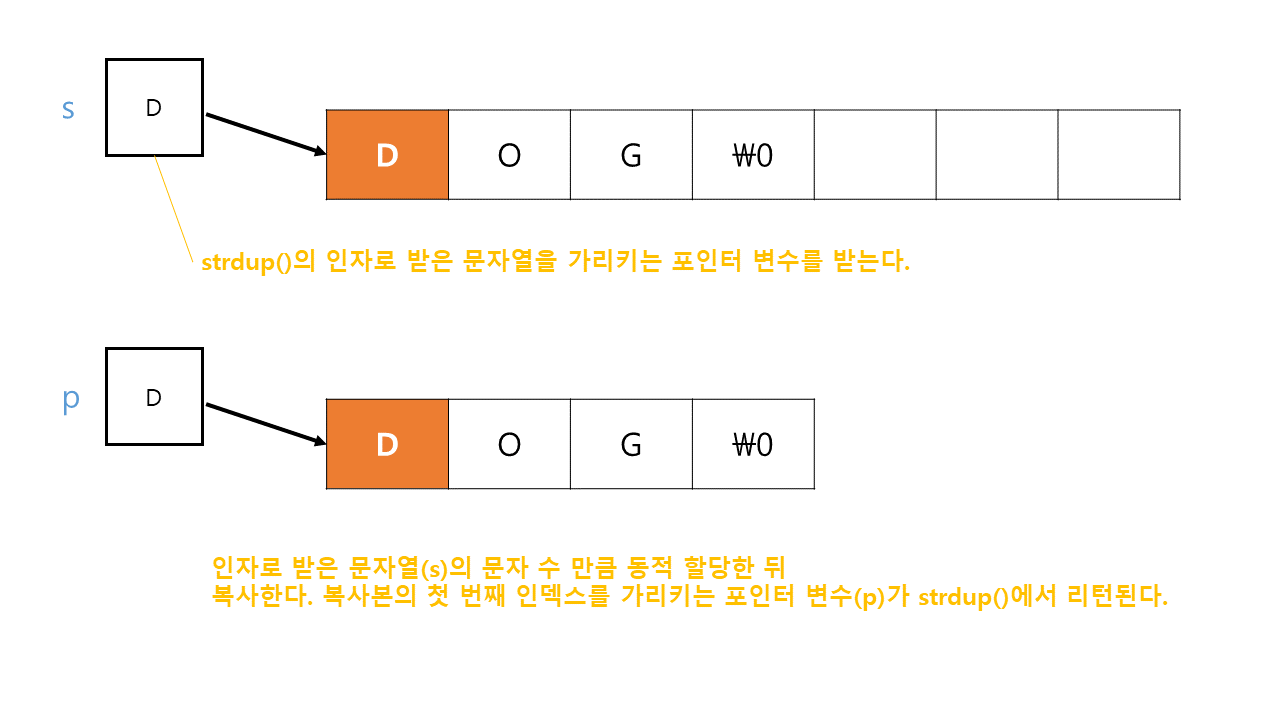 s
D
D O G ₩0
strdup()의 인자로 받은 문자열을 가리키는 포인터 변수를 받는다.
p
D
D O G ₩0
인자로 받은 문자열(s)의 문자 수 만큼 동적 할당한 뒤
복사한다. 복사본의 첫 번째 인덱스를 가리키는 포인터 변수(p)가 strdup()에서 리턴된다.